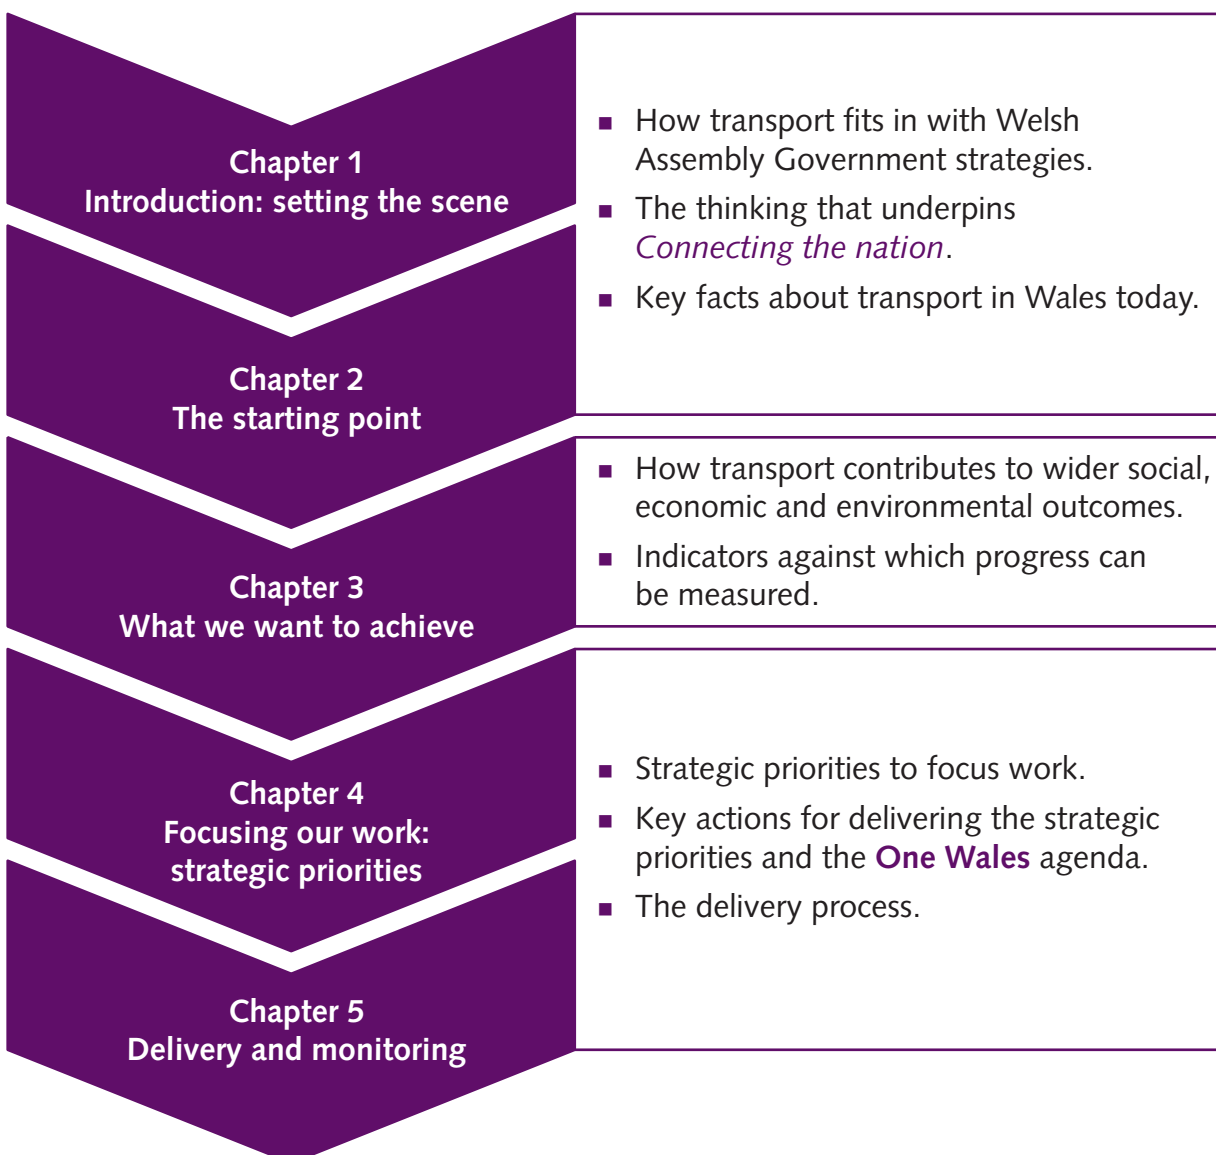 Chapter 1
Introduction: setting the scene
■ How transport fits in with Welsh
Assembly Government strategies.
■ The thinking that underpins
Connecting the nation.
■ Key facts about transport in Wales today.
Chapter 2
The starting point
Chapter 3
What we want to achieve
■ How transport contributes to wider social,
economic and environmental outcomes.
■ Indicators against which progress can
be measured.
Chapter 4
Focusing our work:
strategic priorities
■ Strategic priorities to focus work.
■ Key actions for delivering the strategic
priorities and the One Wales agenda.
■ The delivery process.
Chapter 5
Delivery and monitoring